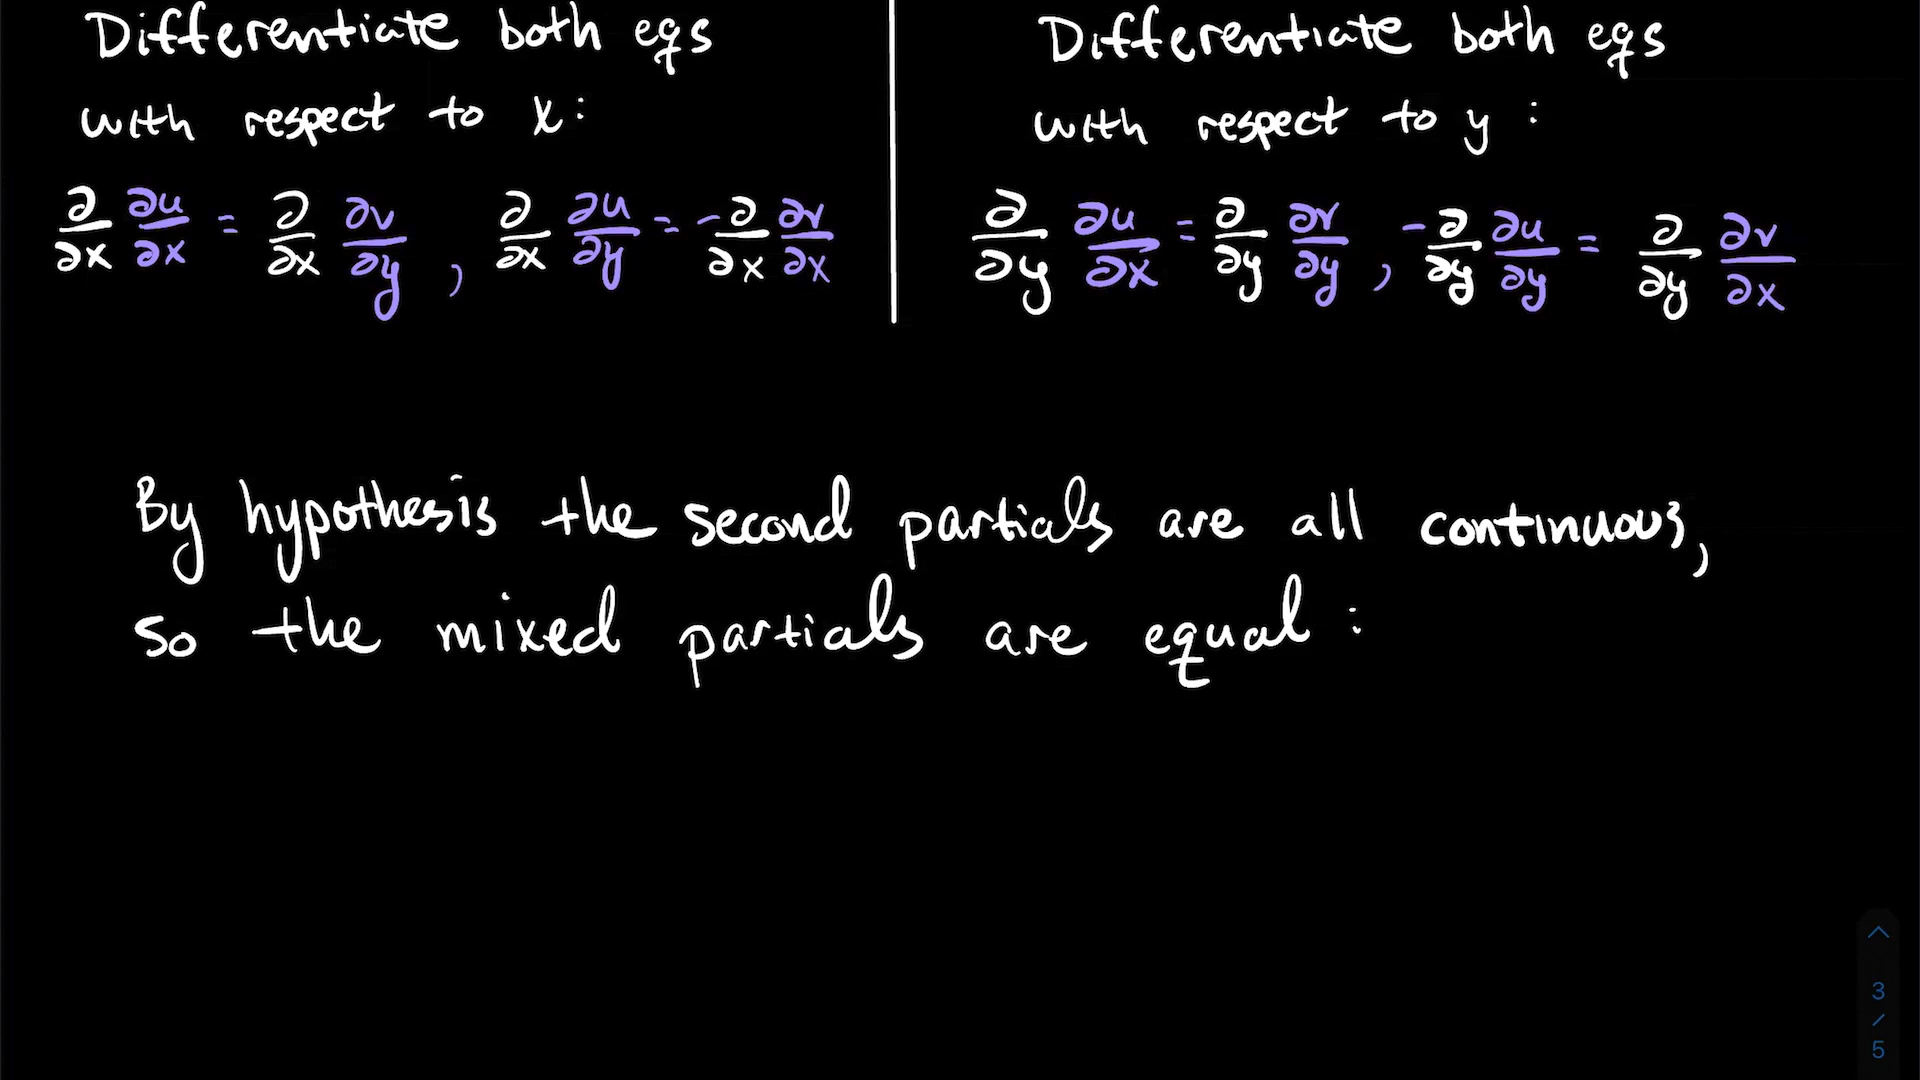 Differentiate both eqs
with respect to x:
∂/∂x ∂u/∂x = ∂/∂x ∂v/∂y , ∂/∂x ∂u/∂y = -∂/∂x ∂v/∂x
Differentiate both eqs
with respect to y:
∂/∂y ∂u/∂x = ∂/∂y ∂v/∂y , -∂/∂y ∂u/∂y = ∂/∂y ∂v/∂x
By hypothesis the second partials are all continuous,
so the mixed partials are equal:
3
/
5